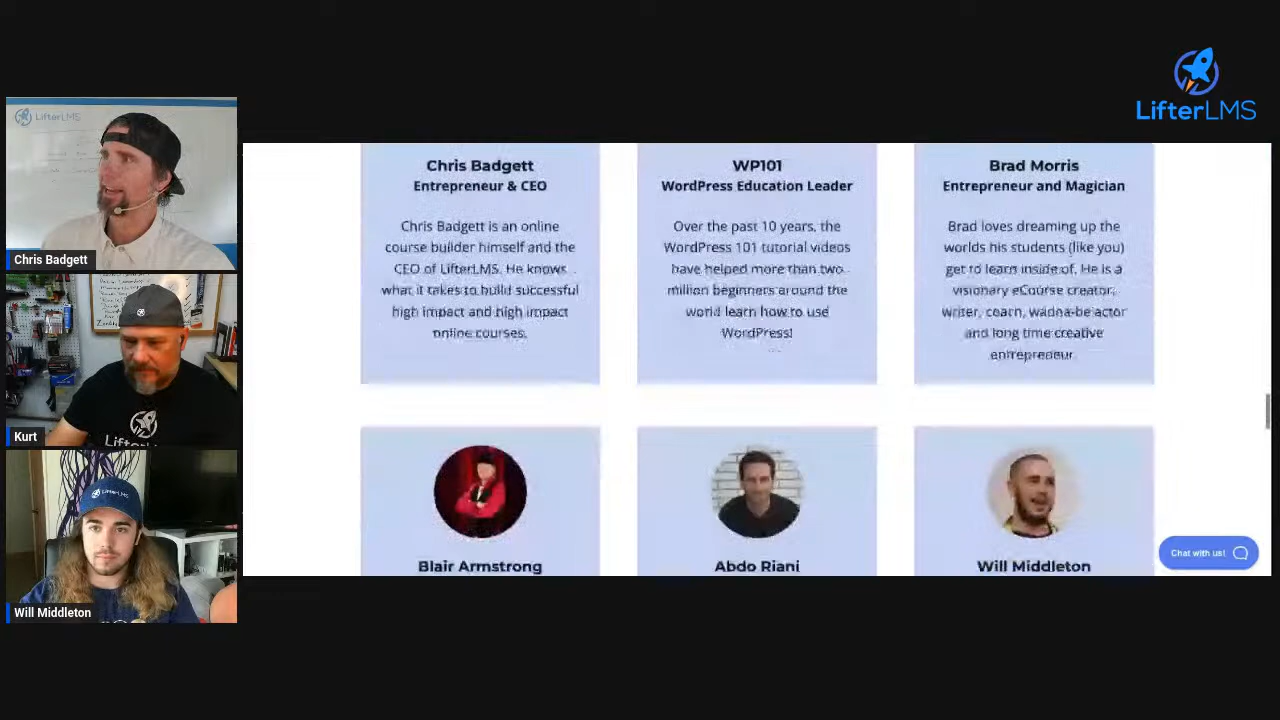 LifterLMS
Chris Badgett
LifterLMS
Kurt
Will Middleton
LifterLMS
Chris Badgett
Entrepreneur & CEO
Chris Badgett is an online
course builder himself and the
CEO of LifterLMS. He knows
what it takes to build successful
high impact and high impact
online courses.
WP101
WordPress Education Leader
Over the past 10 years, the
WordPress 101 tutorial videos
have helped more than two
million beginners around the
world learn how to use
WordPress!
Brad Morris
Entrepreneur and Magician
Brad loves dreaming up the
worlds his students (like you)
get to learn inside of. He is a
visionary eCourse creator,
writer, coach, wanna-be actor
and long time creative
entrepreneur.
Blair Armstrong
Abdo Riani
Will Middleton
Chat with us!
LifterLMS